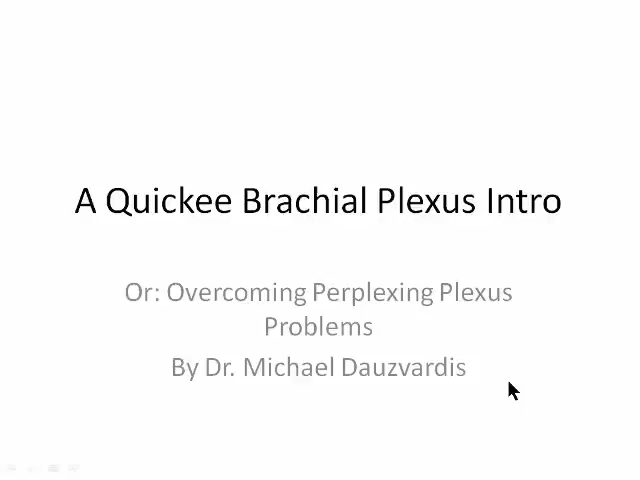 A Quickee Brachial Plexus Intro
Or: Overcoming Perplexing Plexus
Problems
By Dr. Michael Dauzvardis